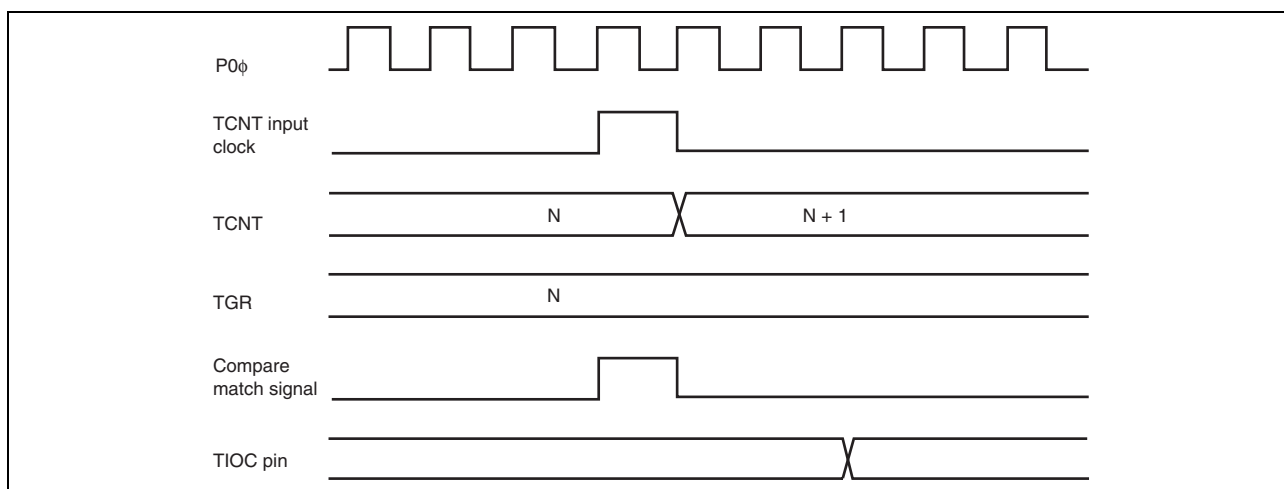 P0ϕ
TCNT input
clock
TCNT
N
N + 1
TGR
N
Compare
match signal
TIOC pin